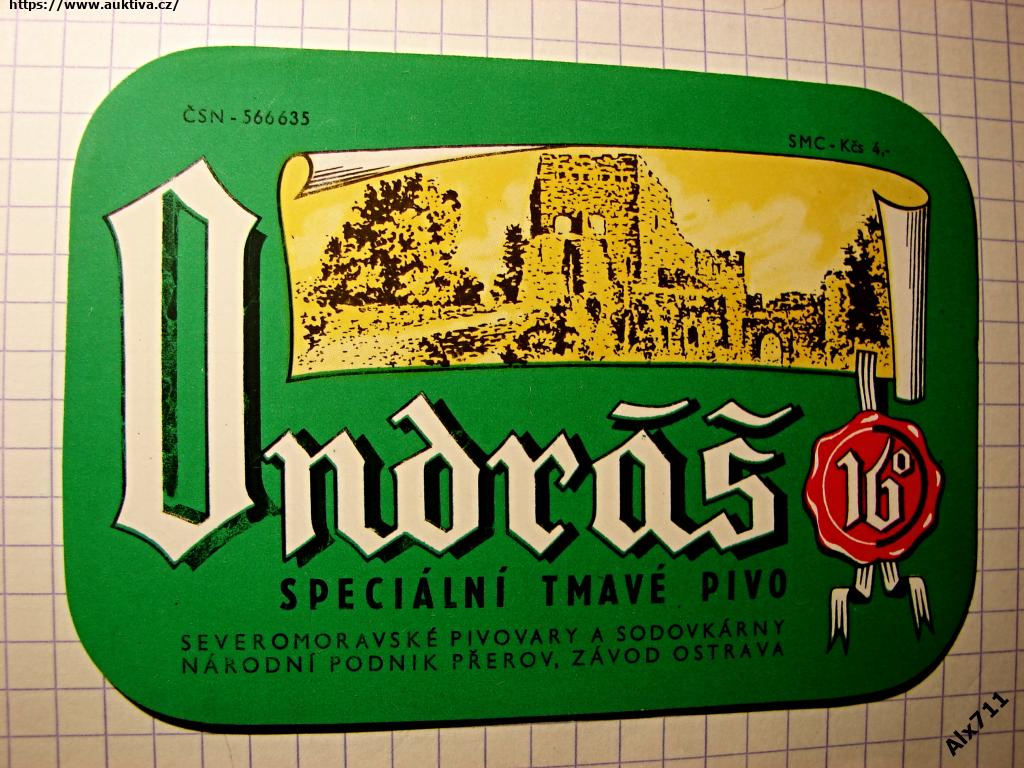 https://www.auktiva.cz/
ČSN - 566635
SMC - Kčs 4,-
Ondráš
16°
SPECIÁLNÍ TMAVÉ PIVO
SEVEROMORAVSKÉ PIVOVARY A SODOVKÁRNY
NÁRODNÍ PODNIK PŘEROV, ZÁVOD OSTRAVA
Alx711